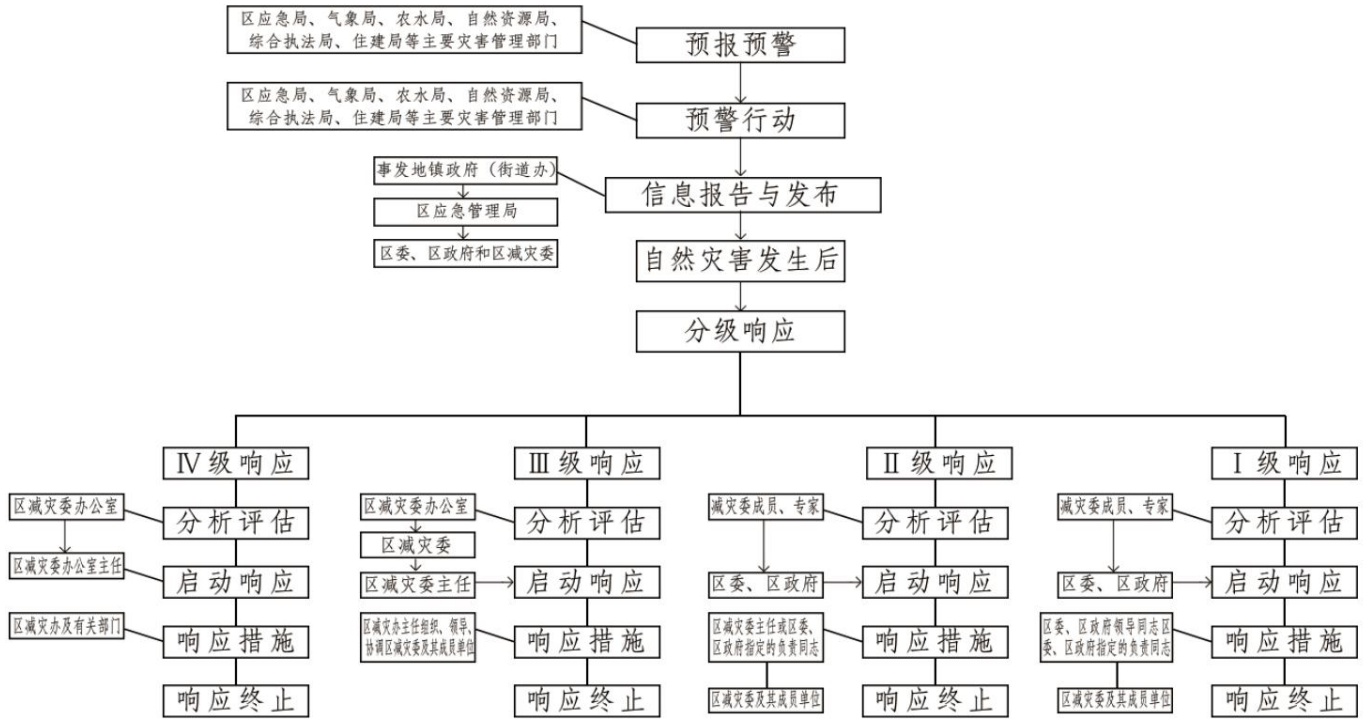 区应急局、气象局、农水局、自然资源局、
综合执法局、住建局等主要灾害管理部门
预报预警
区应急局、气象局、农水局、自然资源局、
综合执法局、住建局等主要灾害管理部门
预警行动
事发地镇政府（街道办）
信息报告与发布
区应急管理局
区委、区政府和区减灾委
自然灾害发生后
分级响应
Ⅳ级响应
Ⅲ级响应
Ⅱ级响应
Ⅰ级响应
区减灾委办公室
分析评估
区减灾委办公室主任
启动响应
区减灾办及有关部门
响应措施
响应终止
区减灾委办公室
分析评估
区减灾委
区减灾委主任
启动响应
区减灾办主任组织、领导、
协调区减灾委及其成员单位
响应措施
响应终止
减灾委成员、专家
分析评估
区委、区政府
启动响应
区减灾委主任或区委、
区政府指定的负责同志
响应措施
区减灾委及其成员单位
响应终止
减灾委成员、专家
分析评估
区委、区政府
启动响应
区委、区政府领导同志区
委、区政府指定的负责同志
响应措施
区减灾委及其成员单位
响应终止